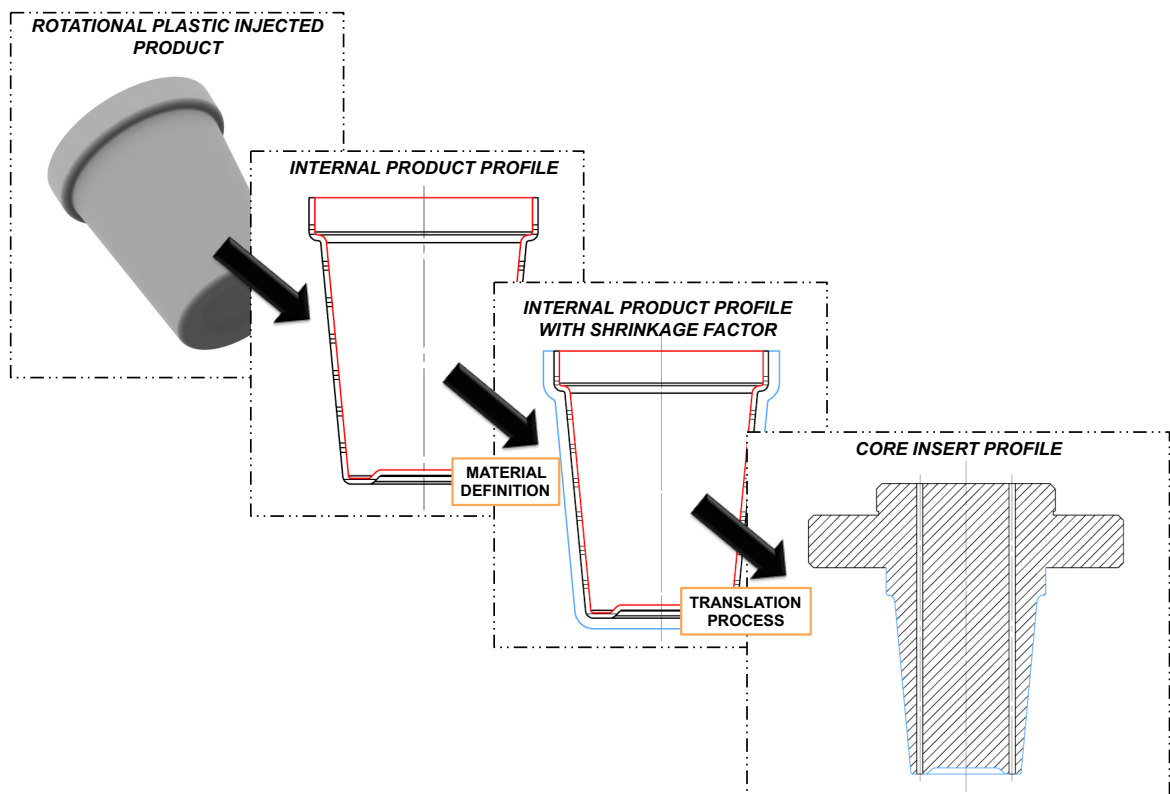 ROTATIONAL PLASTIC INJECTED
PRODUCT
INTERNAL PRODUCT PROFILE
MATERIAL
DEFINITION
INTERNAL PRODUCT PROFILE
WITH SHRINKAGE FACTOR
TRANSLATION
PROCESS
CORE INSERT PROFILE